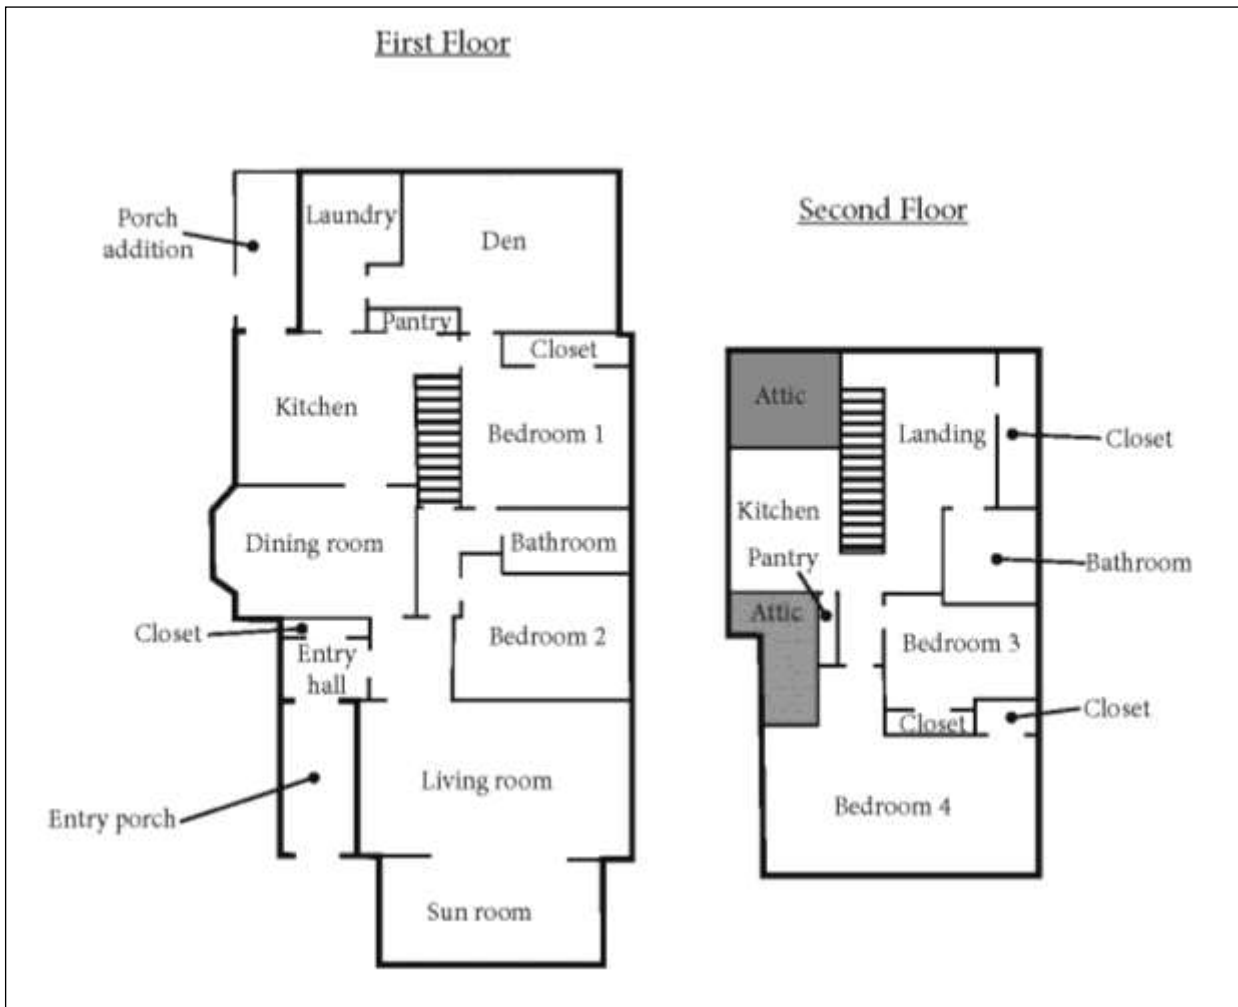 First Floor
Porch
addition
Laundry
Den
Pantry
Closet
Kitchen
Bedroom 1
Dining room
Bathroom
Closet
Entry
hall
Bedroom 2
Living room
Entry porch
Sun room
Second Floor
Attic
Landing
Closet
Kitchen
Pantry
Bathroom
Attic
Bedroom 3
Closet
Closet
Bedroom 4